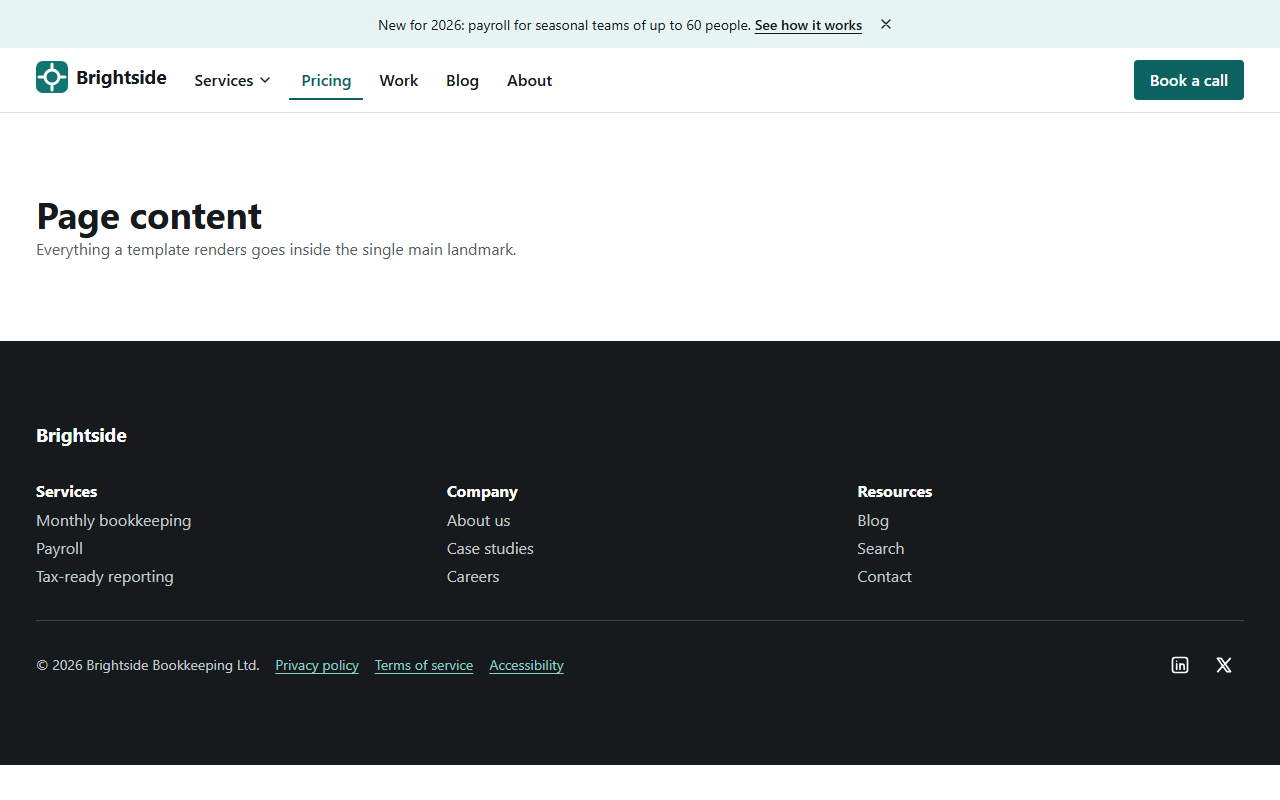 New for 2026: payroll for seasonal teams of up to 60 people. See how it works
Brightside
Services
Pricing
Work
Blog
About
Book a call
Page content
Everything a template renders goes inside the single main landmark.
Brightside
Services
Monthly bookkeeping
Payroll
Tax-ready reporting
Company
About us
Case studies
Careers
Resources
Blog
Search
Contact
© 2026 Brightside Bookkeeping Ltd. Privacy policy Terms of service Accessibility